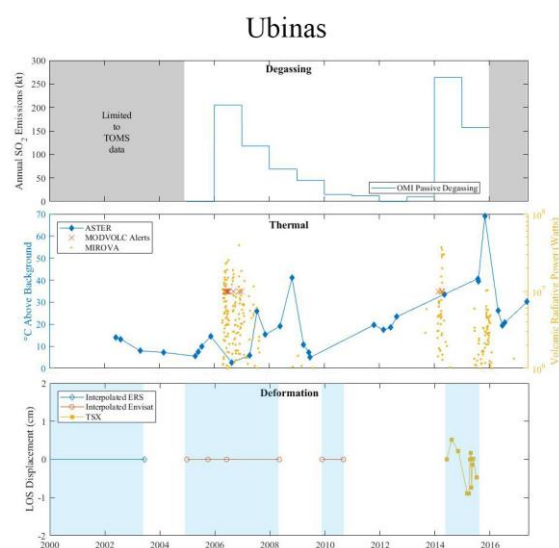 Ubinas
Degassing
Annual SO2 Emissions (kt)
300
250
200
150
100
50
0
Limited
to
TOMS
data
OMI Passive Degassing
Thermal
°C Above Background
70
60
50
40
30
20
10
0
ASTER
MODVOLC Alerts
MIROVA
Volcanic Radiative Power (Watts)
Deformation
LOS Displacement (cm)
2
1
0
-1
-2
Interpolated ERS
Interpolated Envisat
TSX
2000 2002 2004 2006 2008 2010 2012 2014 2016